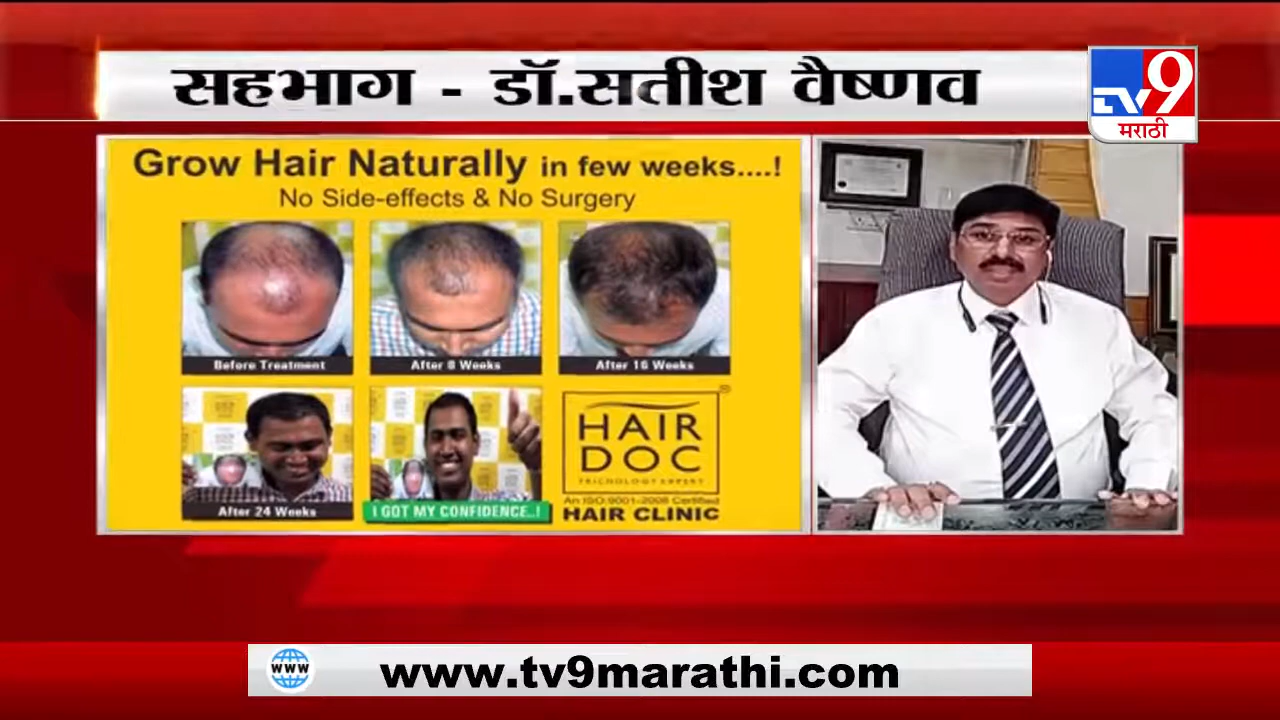 सहभाग - डॉ.सतीश वैष्णव
TV9
मराठी
Grow Hair Naturally in few weeks....!
No Side-effects & No Surgery
Before Treatment
After 8 Weeks
After 16 Weeks
After 24 Weeks
I GOT MY CONFIDENCE..!
HAIR
DOC
TRICHOLOGY EXPERT
An ISO 9001-2008 Certified
HAIR CLINIC
www
www.tv9marathi.com